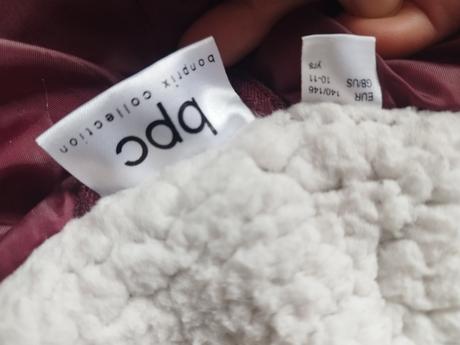 bpc
bonprix collection
EUR 140/146
GB/US 10-11
yrs